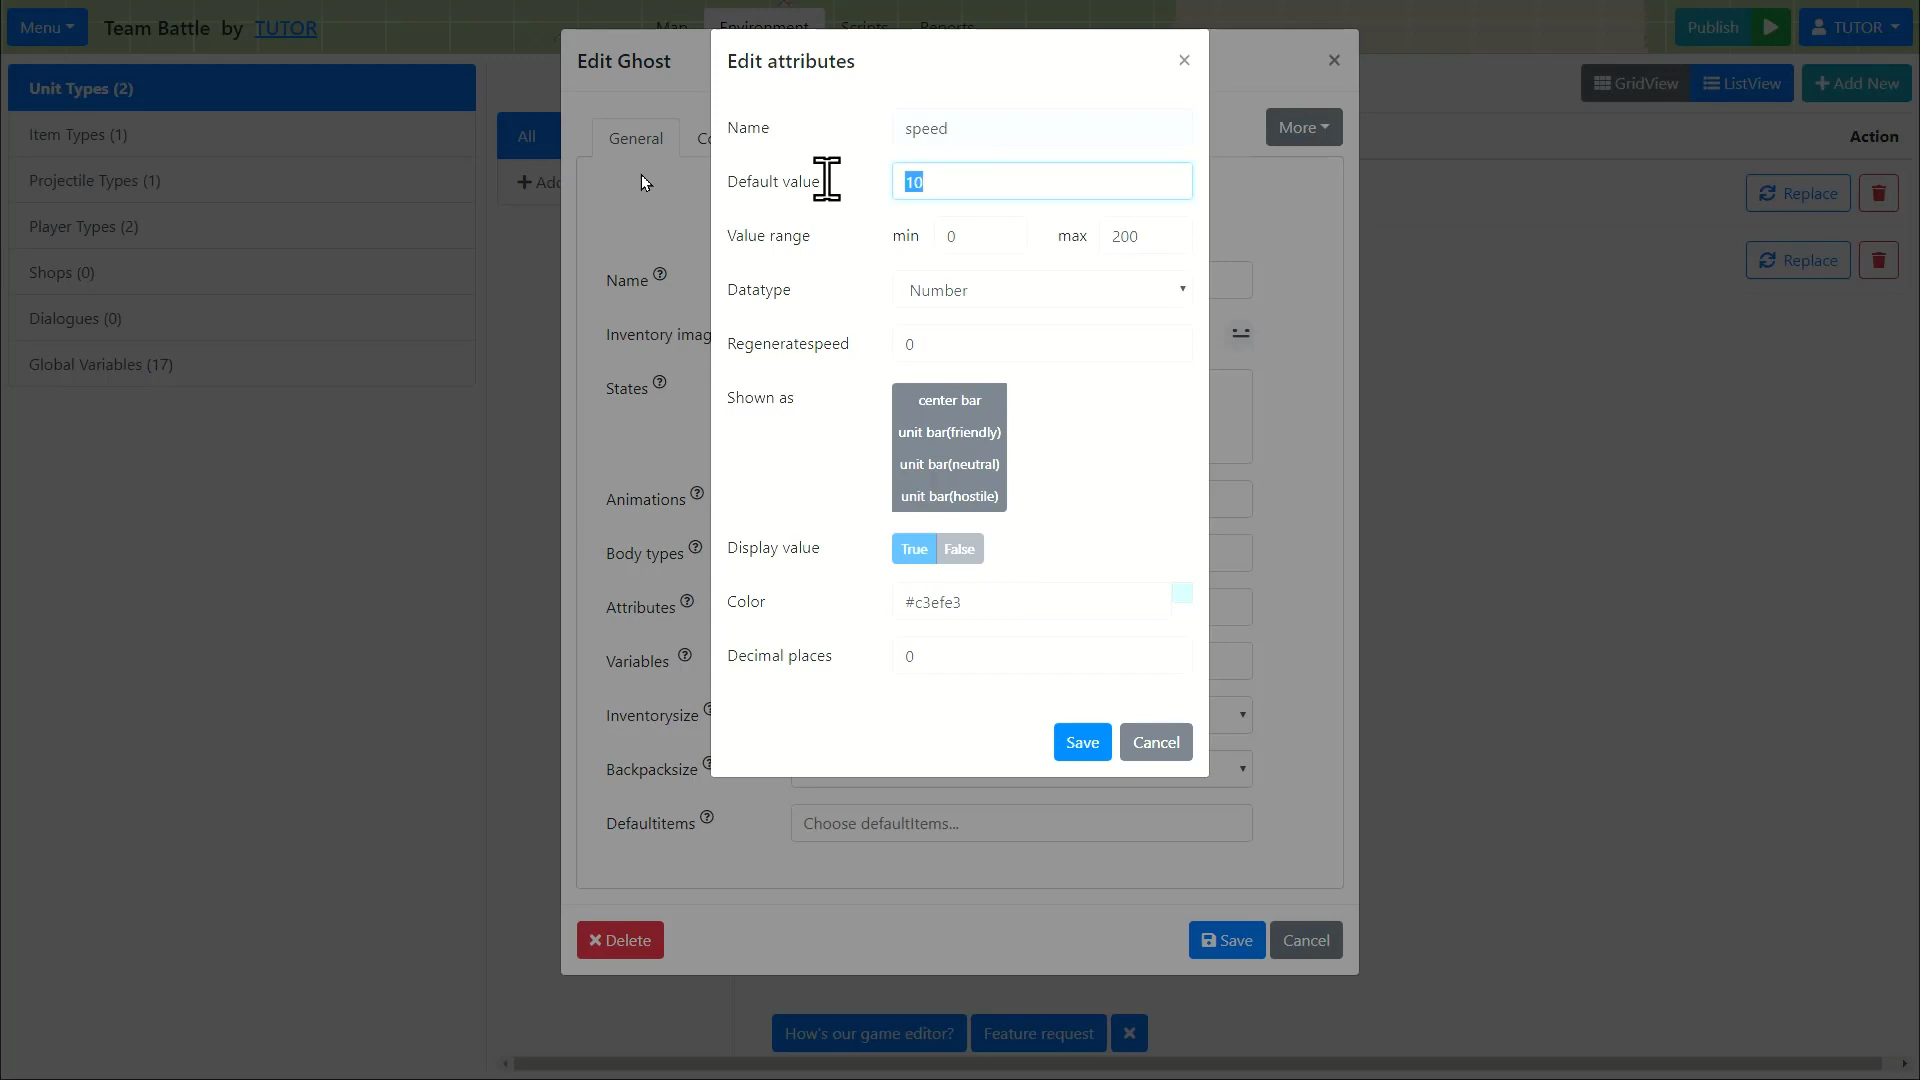 Menu
Team Battle by TUTOR
Map
Environment
Scripts
Reports
Publish
TUTOR
Unit Types (2)
Item Types (1)
Projectile Types (1)
Player Types (2)
Shops (0)
Dialogues (0)
Global Variables (17)
GridView
ListView
Add New
All
Action
Replace
Replace
Edit Ghost
×
General
More
Name
States
Animations
Body types
Attributes
Variables
Inventorysize
Backpacksize
Defaultitems
Choose defaultItems...
Delete
Save
Cancel
Edit attributes
×
Name
speed
Default value
10
Value range
min
0
max
200
Datatype
Number
Regeneratespeed
0
Shown as
center bar
unit bar(friendly)
unit bar(neutral)
unit bar(hostile)
Display value
True
False
Color
#c3efe3
Decimal places
0
Save
Cancel
How's our game editor?
Feature request